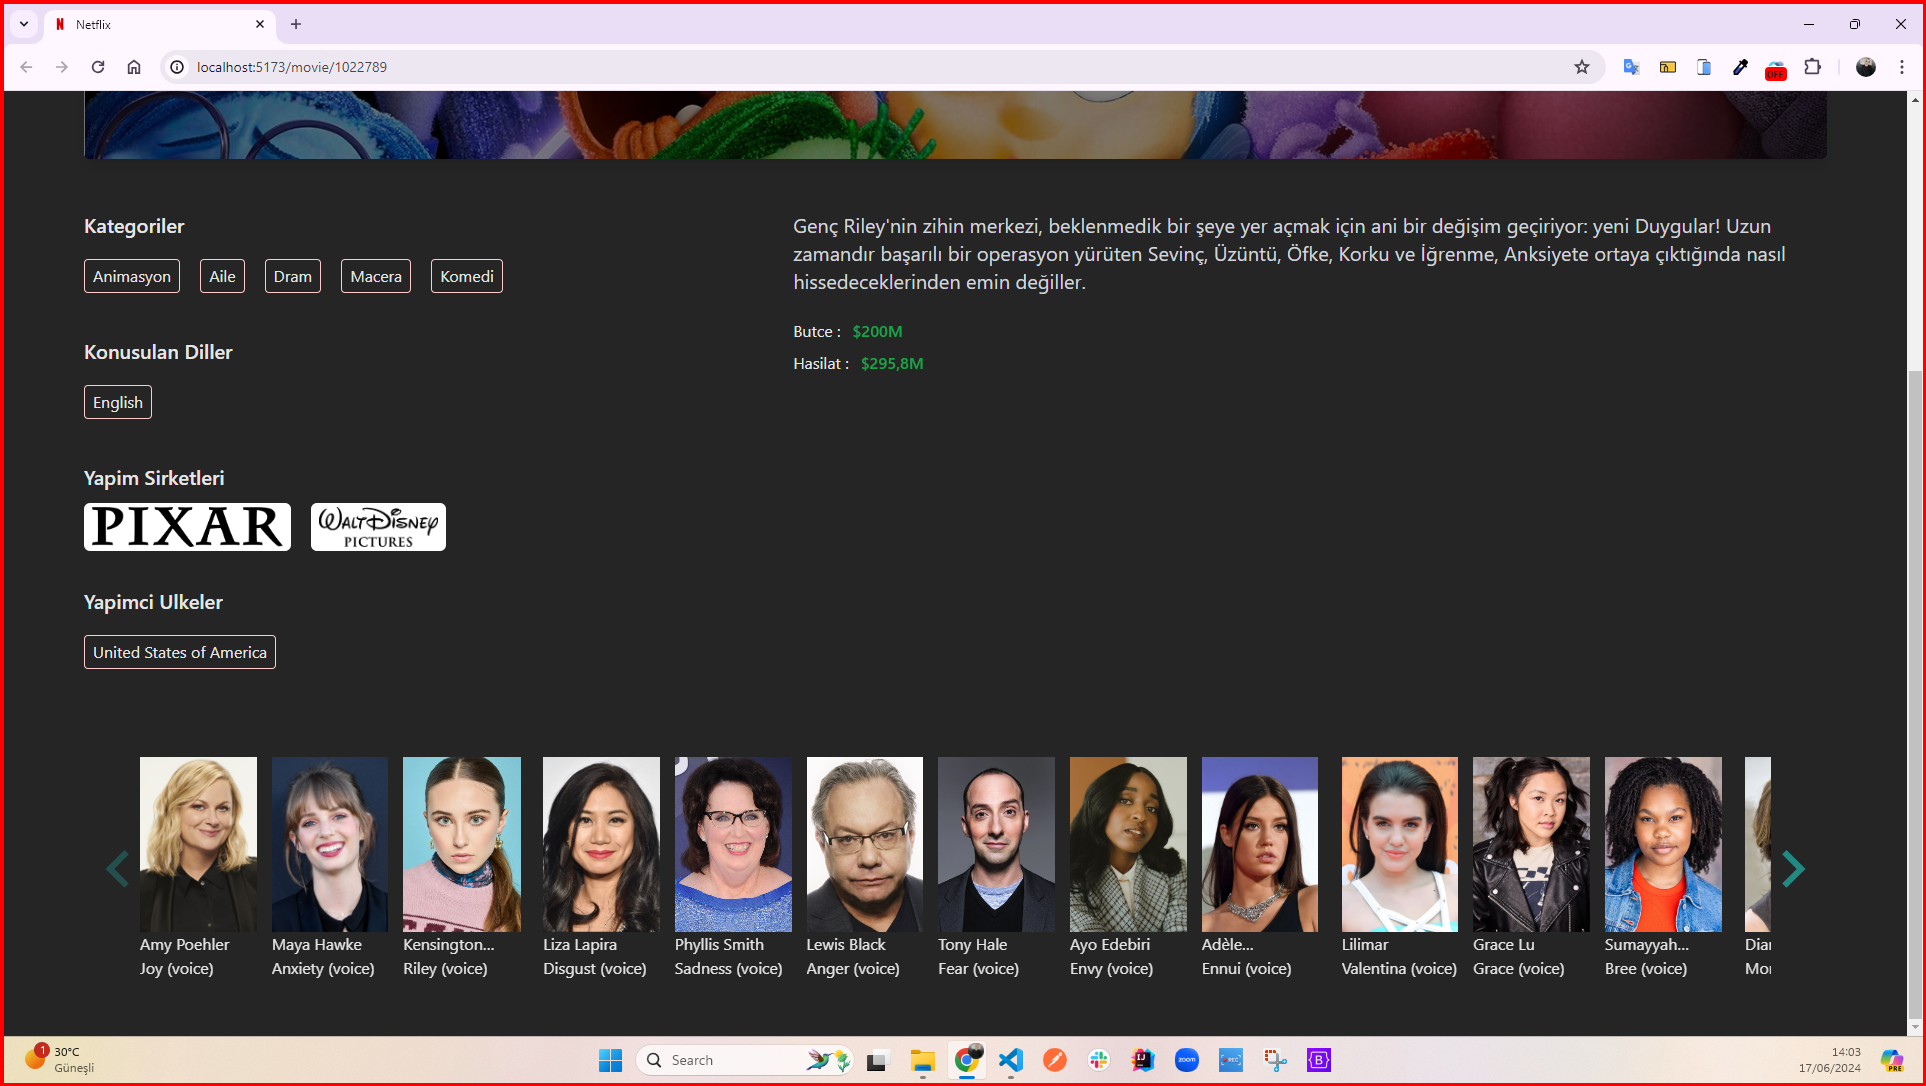 Netflix
localhost:5173/movie/1022789
OFF
Kategoriler
Animasyon Aile Dram Macera Komedi
Konusulan Diller
English
Yapim Sirketleri
PIXAR WALT DISNEY
PICTURES
Yapimci Ulkeler
United States of America
Genç Riley'nin zihin merkezi, beklenmedik bir şeye yer açmak için ani bir değişim geçiriyor: yeni Duygular! Uzun
zamandır başarılı bir operasyon yürüten Sevinç, Üzüntü, Öfke, Korku ve İğrenme, Anksiyete ortaya çıktığında nasıl
hissedeceklerinden emin değiller.
Butce : $200M
Hasilat : $295,8M
Amy Poehler Maya Hawke Kensington... Liza Lapira Phyllis Smith Lewis Black Tony Hale Ayo Edebiri Adèle... Lilimar Grace Lu Sumayyah...
Joy (voice) Anxiety (voice) Riley (voice) Disgust (voice) Sadness (voice) Anger (voice) Fear (voice) Envy (voice) Ennui (voice) Valentina (voice) Grace (voice) Bree (voice)
1 30°C
Güneşli
Search
zoom
REC
B
PRE
14:03
17/06/2024